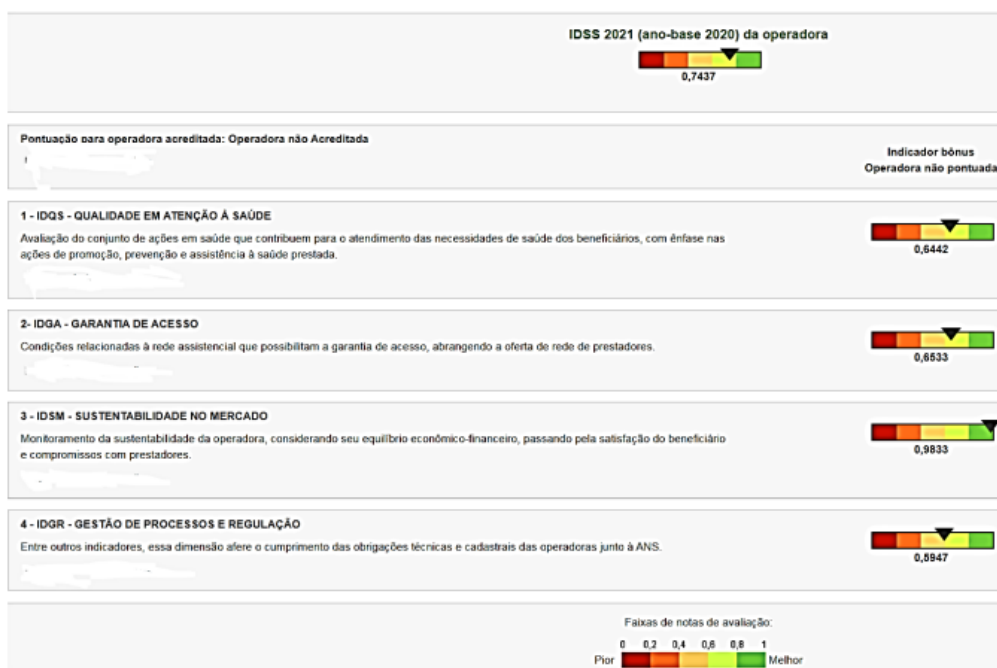 IDSS 2021 (ano-base 2020) da operadora
0,7437
Pontuação para operadora acreditada: Operadora não Acreditada
Indicador bônus
Operadora não pontuada
1 - IDQS - QUALIDADE EM ATENÇÃO À SAÚDE
Avaliação do conjunto de ações em saúde que contribuem para o atendimento das necessidades de saúde dos beneficiários, com ênfase nas
ações de promoção, prevenção e assistência à saúde prestada.
0,6442
2- IDGA - GARANTIA DE ACESSO
Condições relacionadas à rede assistencial que possibilitam a garantia de acesso, abrangendo a oferta de rede de prestadores.
0,6533
3 - IDSM - SUSTENTABILIDADE NO MERCADO
Monitoramento da sustentabilidade da operadora, considerando seu equilíbrio econômico-financeiro, passando pela satisfação do beneficiário
e compromissos com prestadores.
0,9833
4 - IDGR - GESTÃO DE PROCESSOS E REGULAÇÃO
Entre outros indicadores, essa dimensão afere o cumprimento das obrigações técnicas e cadastrais das operadoras junto à ANS.
0,5947
Faixas de notas de avaliação:
0 0,2 0,4 0,6 0,8 1
Pior Melhor